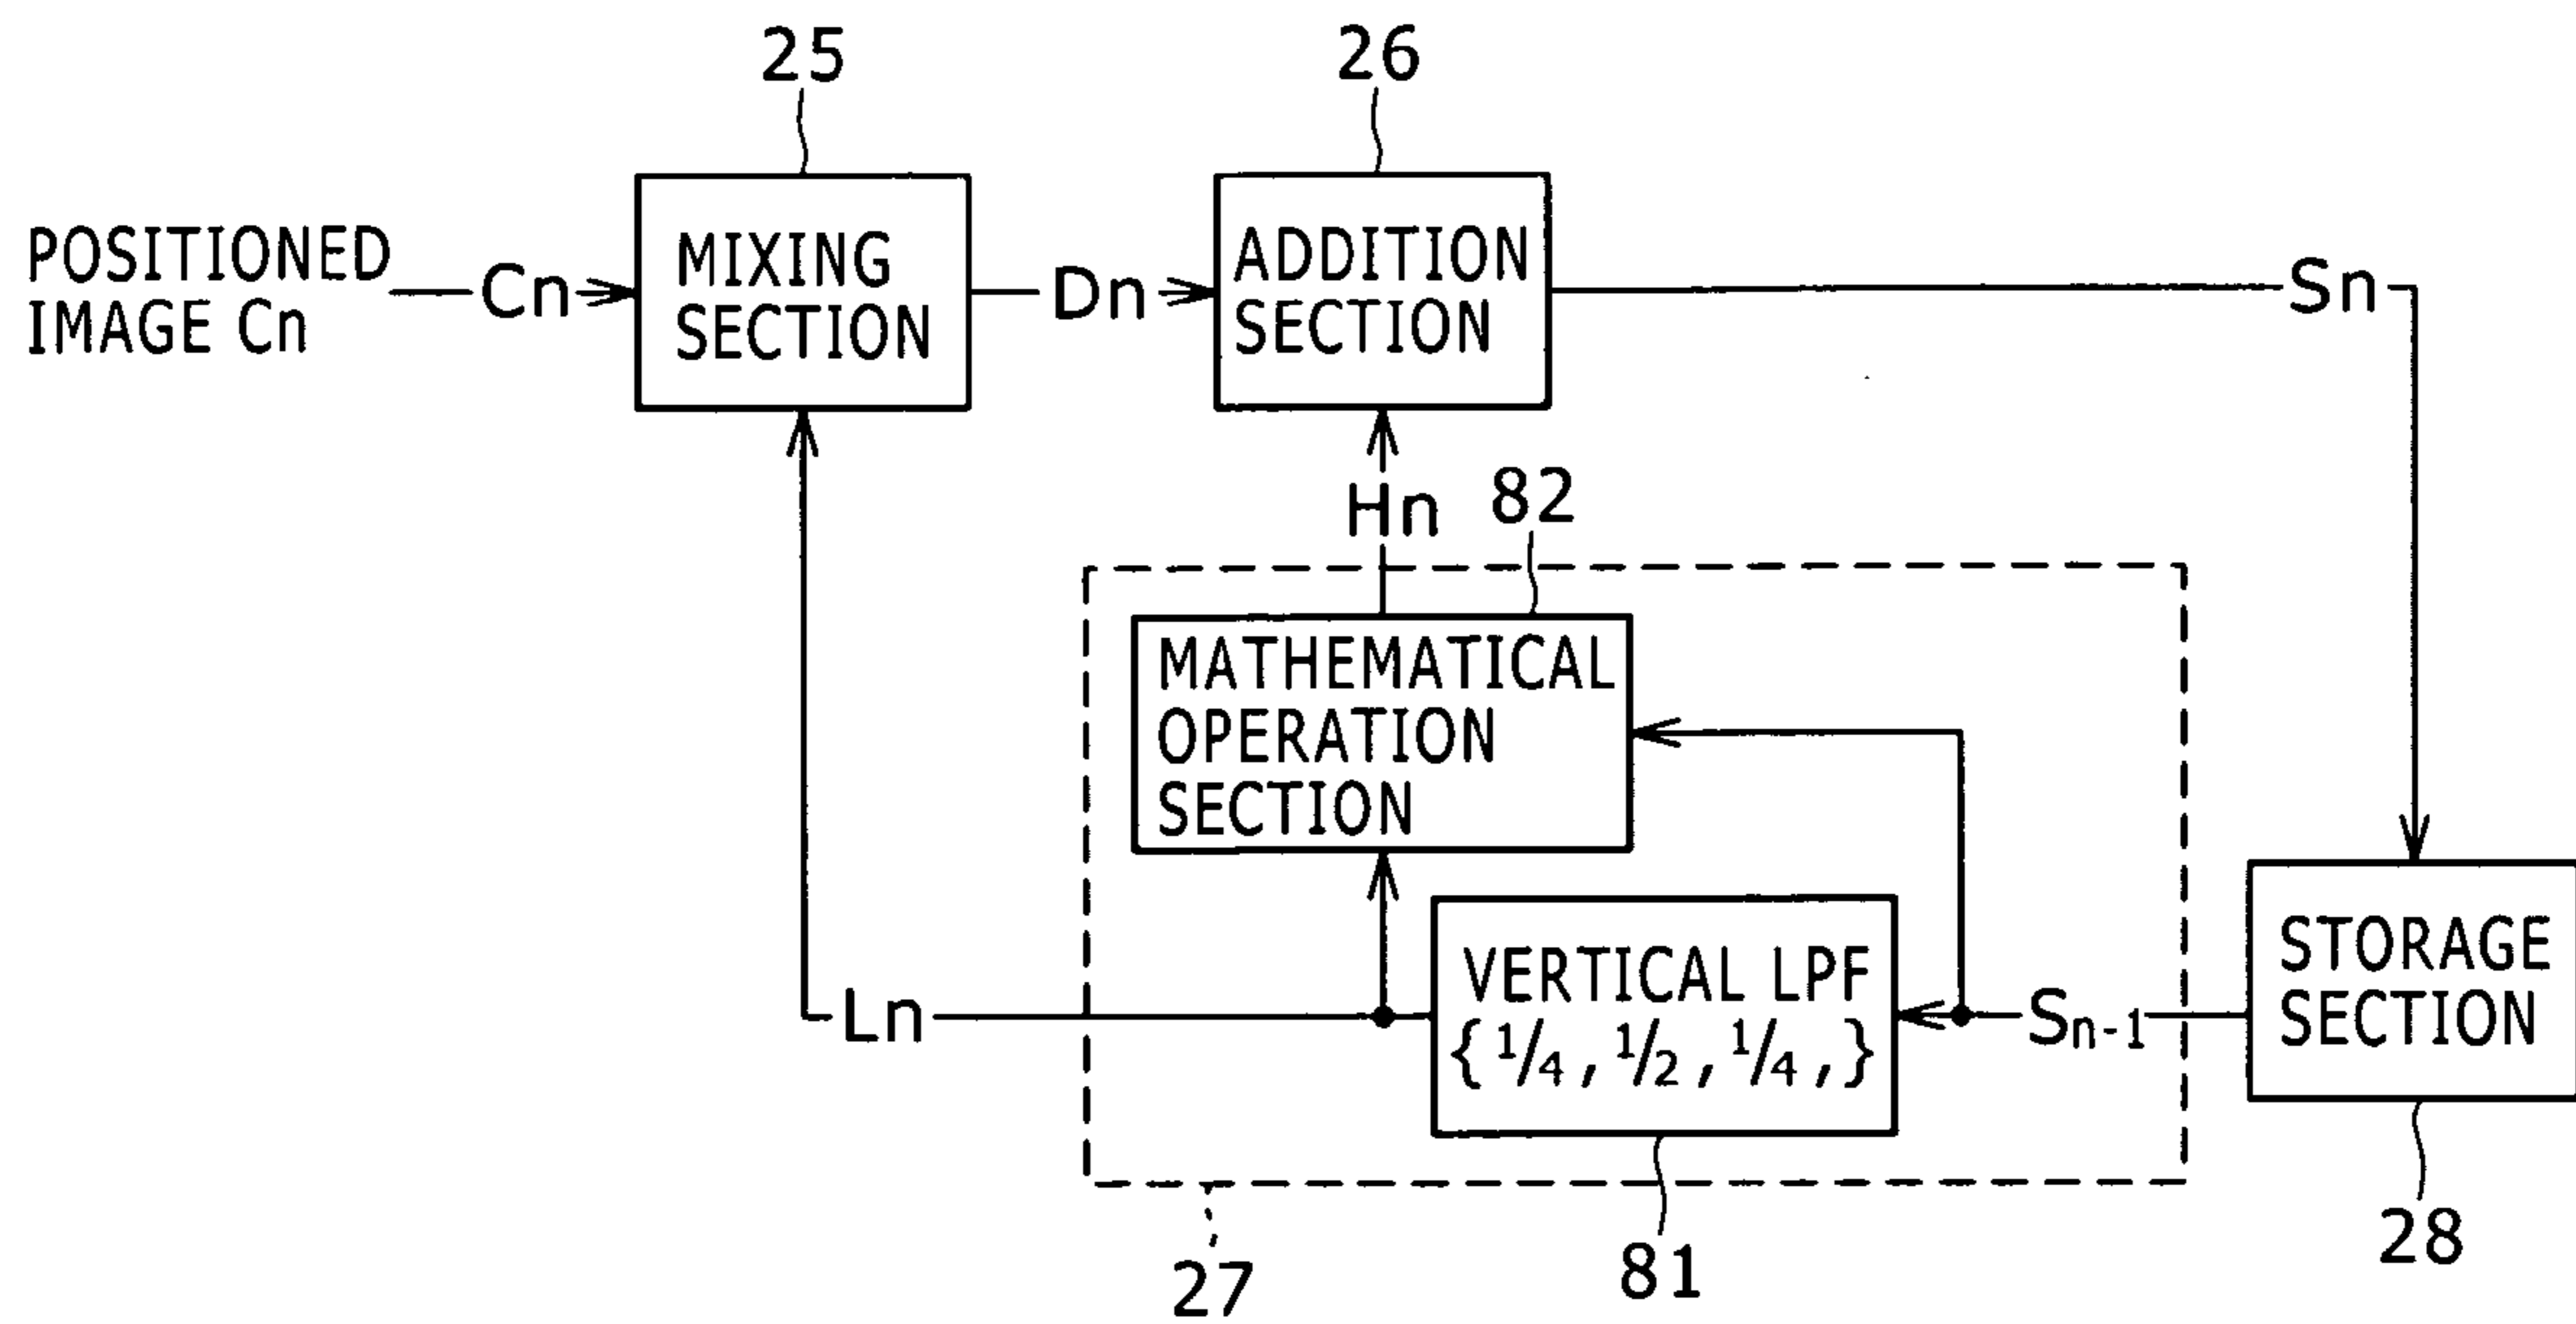 25
26
POSITIONED
IMAGE Cn
Cn
MIXING
SECTION
Dn
ADDITION
SECTION
Sn
Hn
82
MATHEMATICAL
OPERATION
SECTION
Ln
VERTICAL LPF
{ 1/4 , 1/2 , 1/4 , }
Sn-1
STORAGE
SECTION
27
81
28